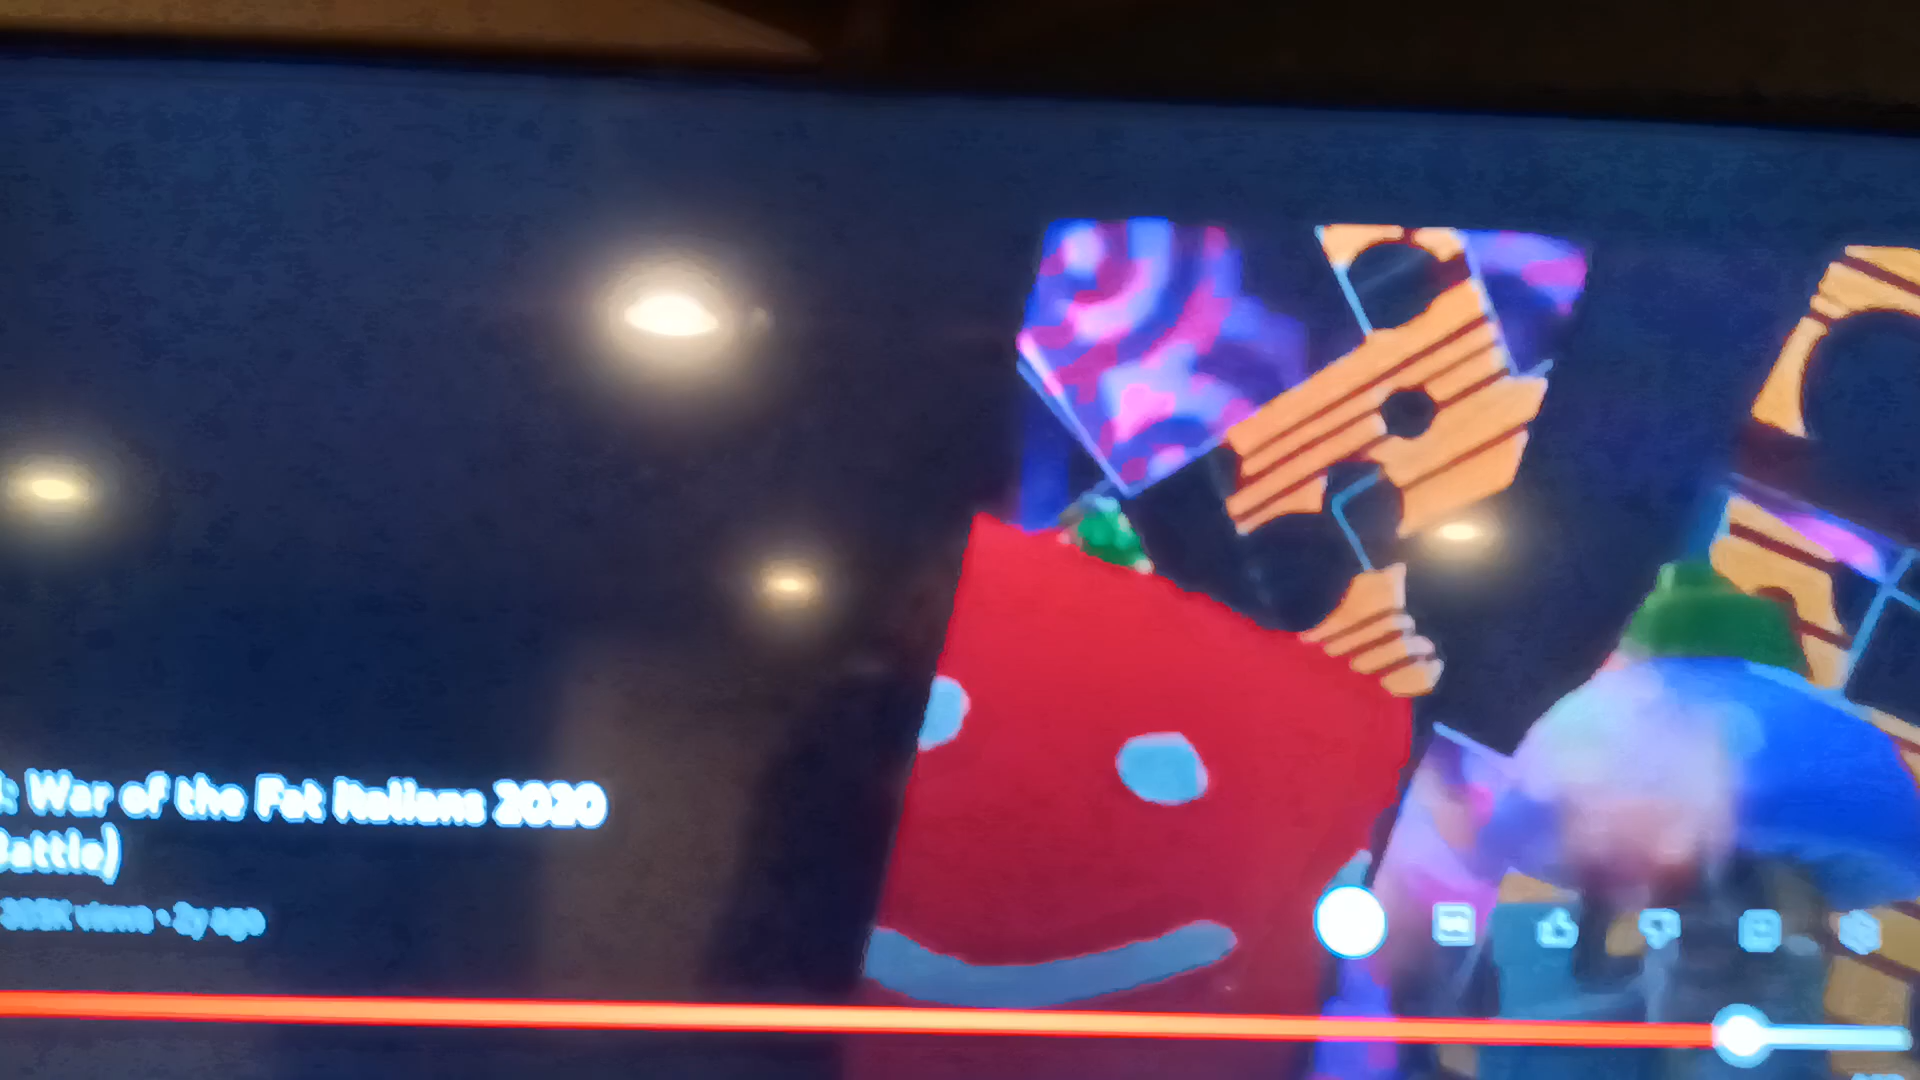 : War of the Fat Italians 2020
Battle)
views • 2y ago